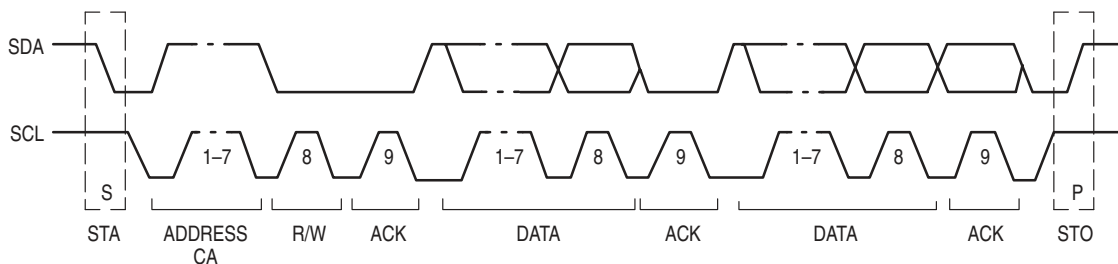 SDA
SCL
1–7 8 9 1–7 8 9 1–7 8 9
S P
STA ADDRESS R/W ACK DATA ACK DATA ACK STO
CA